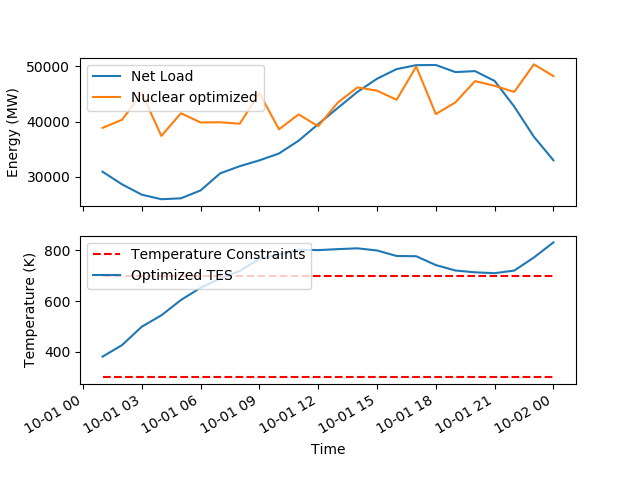 50000
40000
30000
Energy (MW)
Net Load
Nuclear optimized
800
600
400
Temperature (K)
Temperature Constraints
Optimized TES
10-01 00
10-01 03
10-01 06
10-01 09
10-01 12
10-01 15
10-01 18
10-01 21
10-02 00
Time